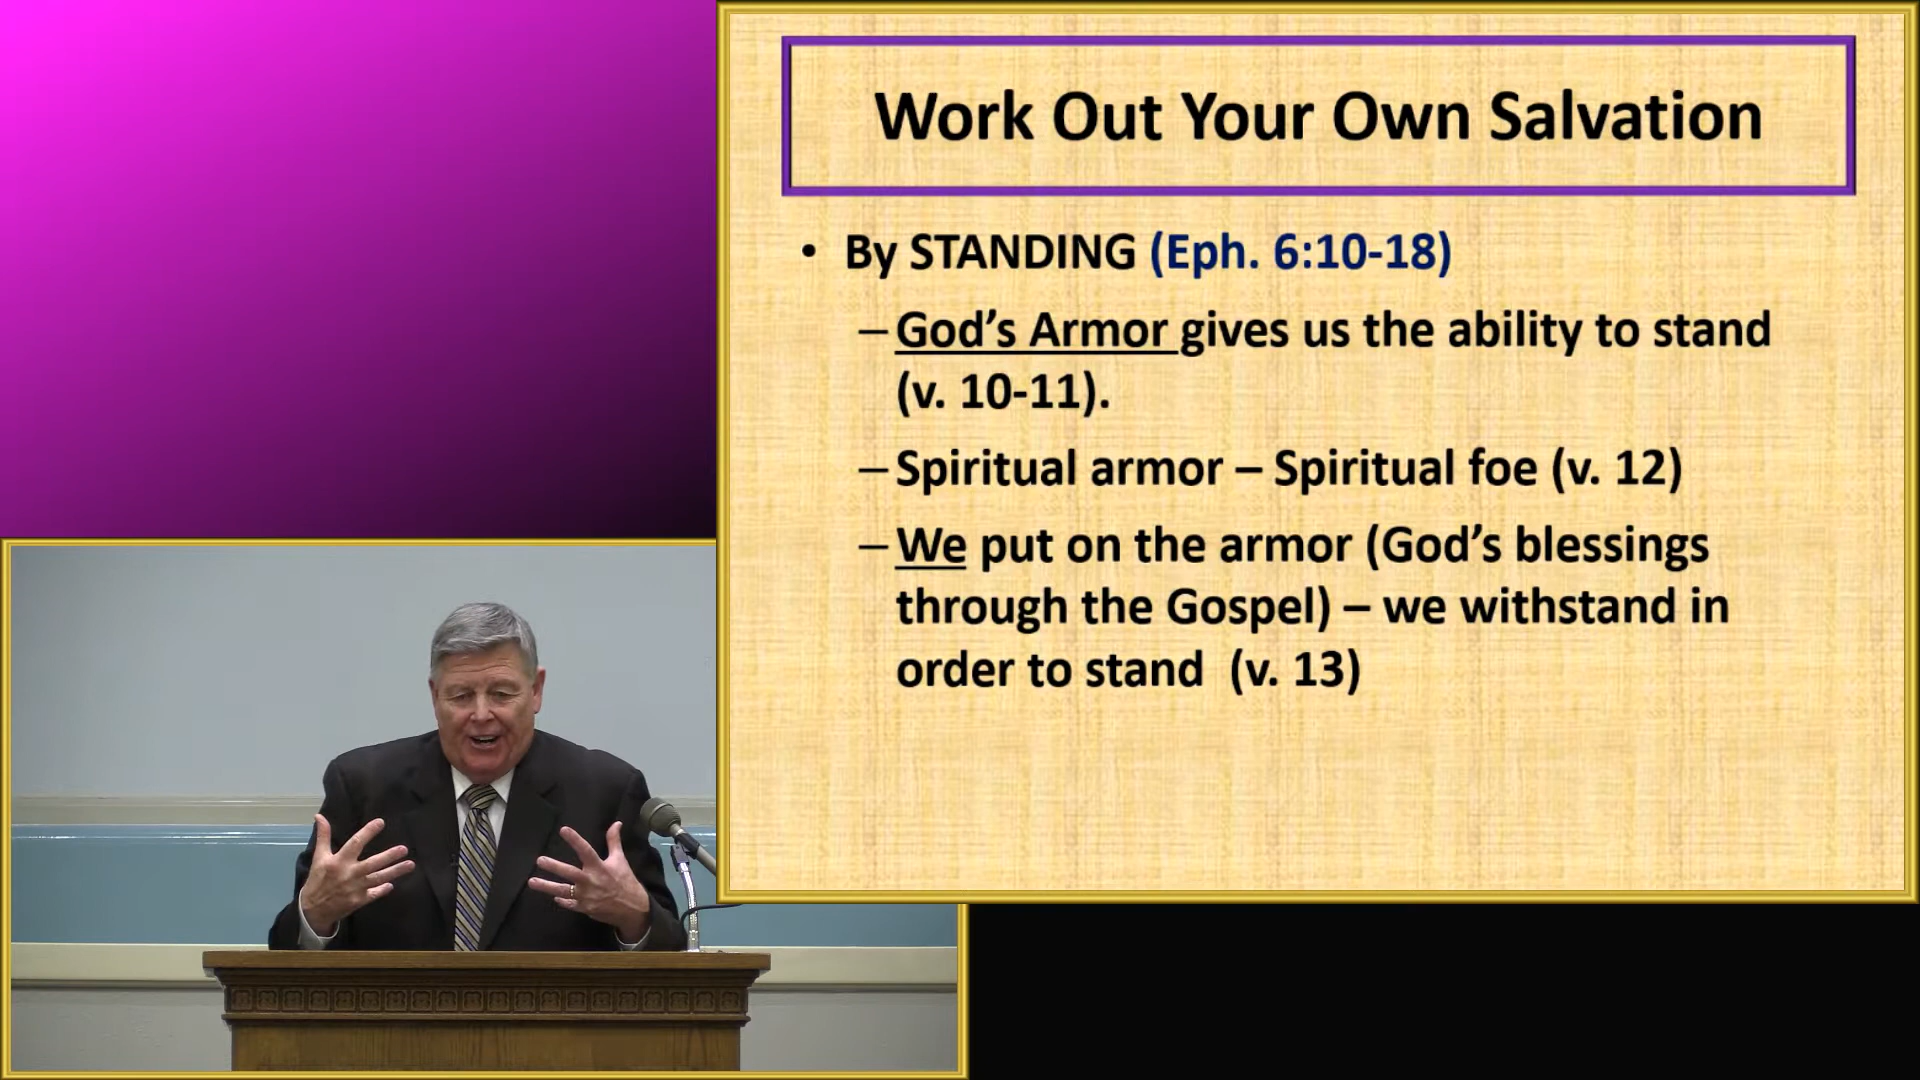 Work Out Your Own Salvation
• By STANDING (Eph. 6:10-18)
–God’s Armor gives us the ability to stand
(v. 10-11).
–Spiritual armor – Spiritual foe (v. 12)
–We put on the armor (God’s blessings
through the Gospel) – we withstand in
order to stand (v. 13)